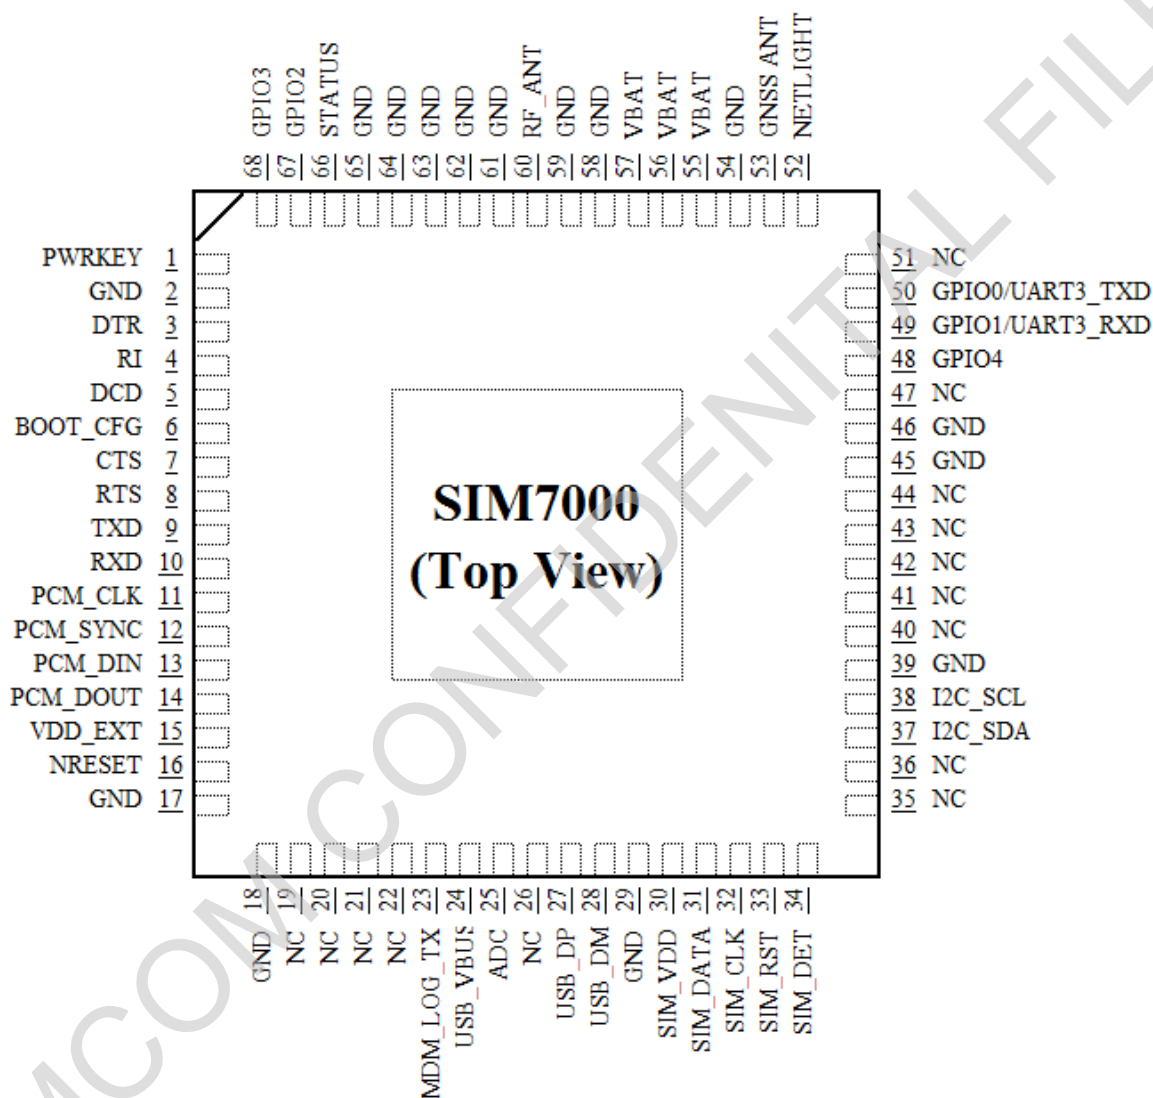 68 GPIO3
67 GPIO2
66 STATUS
65 GND
64 GND
63 GND
62 GND
61 GND
60 RF_ANT
59 GND
58 GND
57 VBAT
56 VBAT
55 VBAT
54 GND
53 GNSS ANT
52 NETLIGHT
PWRKEY 1
GND 2
DTR 3
RI 4
DCD 5
BOOT_CFG 6
CTS 7
RTS 8
TXD 9
RXD 10
PCM_CLK 11
PCM_SYNC 12
PCM_DIN 13
PCM_DOUT 14
VDD_EXT 15
NRESET 16
GND 17
SIM7000
(Top View)
51 NC
50 GPIO0/UART3_TXD
49 GPIO1/UART3_RXD
48 GPIO4
47 NC
46 GND
45 GND
44 NC
43 NC
42 NC
41 NC
40 NC
39 GND
38 I2C_SCL
37 I2C_SDA
36 NC
35 NC
18 GND
19 NC
20 NC
21 NC
22 NC
23 MDM_LOG_TX
24 USB_VBUS
25 ADC
26 NC
27 USB_DP
28 USB_DM
29 GND
30 SIM_VDD
31 SIM_DATA
32 SIM_CLK
33 SIM_RST
34 SIM_DET
MCOM CONFIDENITAL FIL